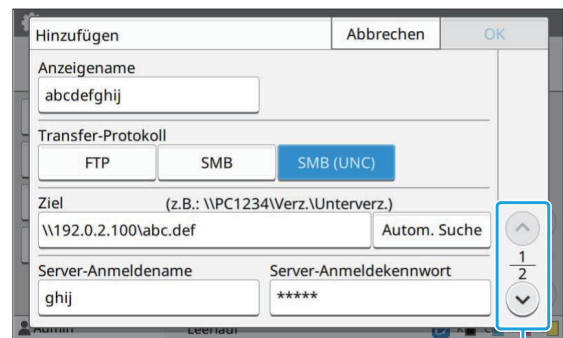 Hinzufügen Abbrechen OK
Anzeigename
abcdefghij
Transfer-Protokoll
FTP SMB SMB (UNC)
Ziel (z.B.: \\PC1234\Verz.\Unterverz.)
\\192.0.2.100\abc.def Autom. Suche
1
2
Server-Anmeldename Server-Anmeldekennwort
ghij *****
Admin Leerlauf